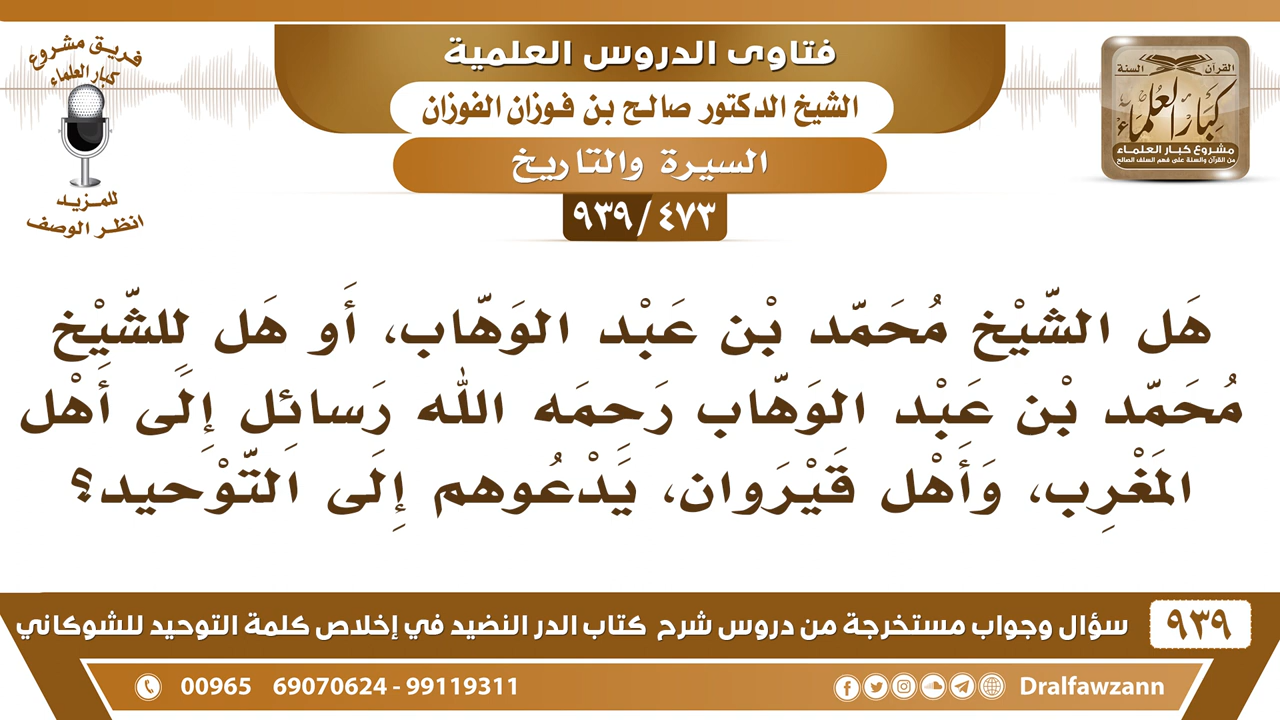 فتاوى الدروس العلمية
الشيخ الدكتور صالح بن فوزان الفوزان
السيرة والتاريخ
٤٧٣/٩٣٩
القرآن السنة
كبار العلماء
مشروع كبار العلماء
من القرآن والسنة على فهم السلف الصالح
فريق مشروع
كبار العلماء
للمزيد
انظر الوصف
هَل الشَّيْخ مُحَمَّد بْن عَبْد الوَهَّاب، أَو هَل لِلشَّيْخ
مُحَمَّد بْن عَبْد الوَهَّاب رَحمَه الله رَسائل إِلَى أَهْل
المَغْرِب، وَأَهْل قَيْرَوان، يَدْعُوهم إِلَى التَّوْحيد؟
٩٣٩ سؤال وجواب مستخرجة من دروس شرح كتاب الدر النضيد في إخلاص كلمة التوحيد للشوكاني
00965 69070624 - 99119311
Dralfawzann